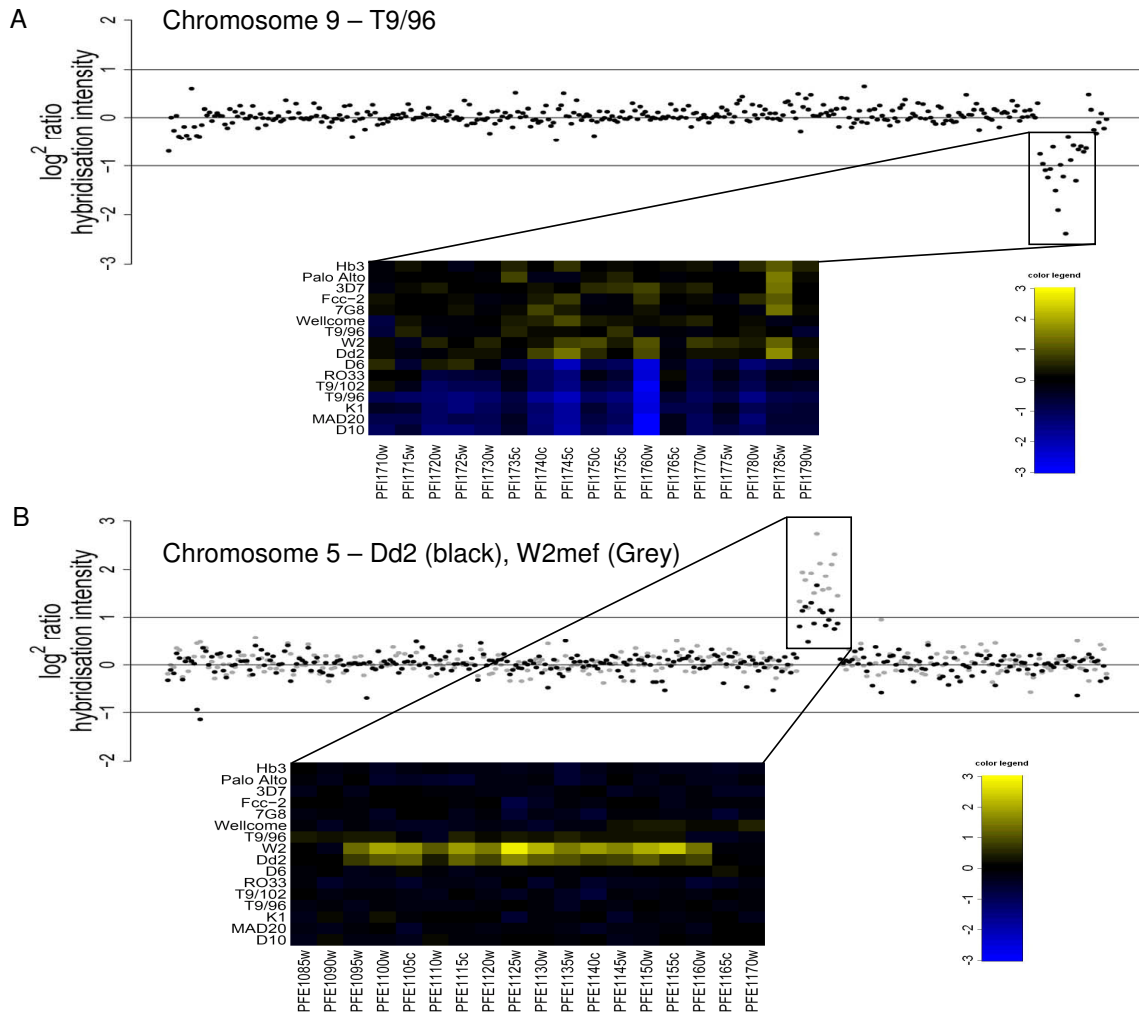 A
Chromosome 9 – T9/96
log2 ratio
hybridisation intensity
2
1
0
-1
-2
-3
Hb3
Palo Alto
3D7
Fcc-2
7G8
Wellcome
T9/96
W2
Dd2
D6
RO33
T9/102
T9/96
K1
MAD20
D10
PFI1710w
PFI1715w
PFI1720w
PFI1725w
PFI1730w
PFI1735c
PFI1740c
PFI1745c
PFI1750c
PFI1755c
PFI1760w
PFI1765c
PFI1770w
PFI1775w
PFI1780w
PFI1785w
PFI1790w
color legend
3
2
1
0
-1
-2
-3
B
Chromosome 5 – Dd2 (black), W2mef (Grey)
log2 ratio
hybridisation intensity
3
2
1
0
-1
-2
Hb3
Palo Alto
3D7
Fcc-2
7G8
Wellcome
T9/96
W2
Dd2
D6
RO33
T9/102
T9/96
K1
MAD20
D10
PFE1085w
PFE1090w
PFE1095w
PFE1100w
PFE1105c
PFE1110w
PFE1115c
PFE1120w
PFE1125w
PFE1130w
PFE1135w
PFE1140c
PFE1145w
PFE1150w
PFE1155c
PFE1160w
PFE1165c
PFE1170w
color legend
3
2
1
0
-1
-2
-3